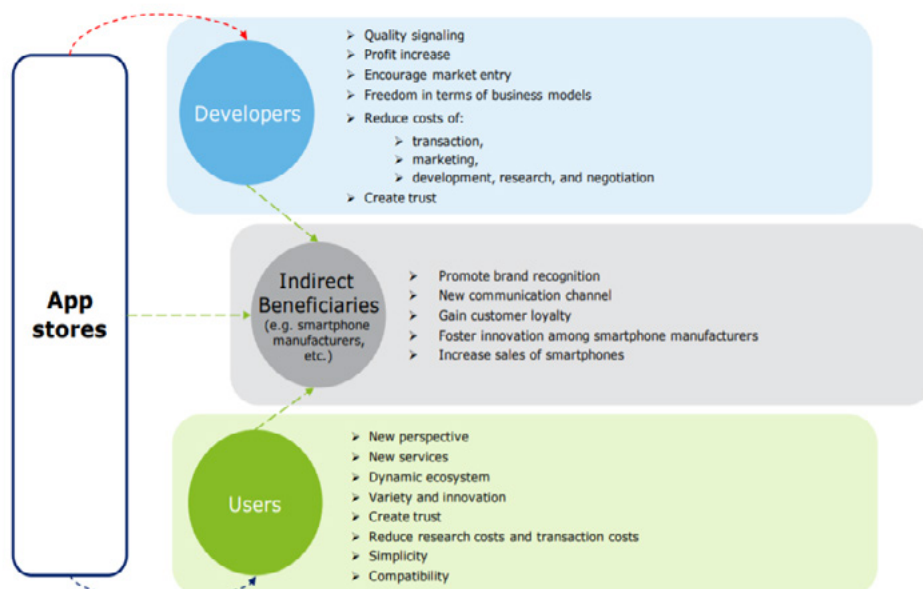 App
stores
Developers
➢ Quality signaling
➢ Profit increase
➢ Encourage market entry
➢ Freedom in terms of business models
➢ Reduce costs of:
➢ transaction,
➢ marketing,
➢ development, research, and negotiation
➢ Create trust
Indirect
Beneficiaries
(e.g. smartphone
manufacturers,
etc.)
➢ Promote brand recognition
➢ New communication channel
➢ Gain customer loyalty
➢ Foster innovation among smartphone manufacturers
➢ Increase sales of smartphones
Users
➢ New perspective
➢ New services
➢ Dynamic ecosystem
➢ Variety and innovation
➢ Create trust
➢ Reduce research costs and transaction costs
➢ Simplicity
➢ Compatibility